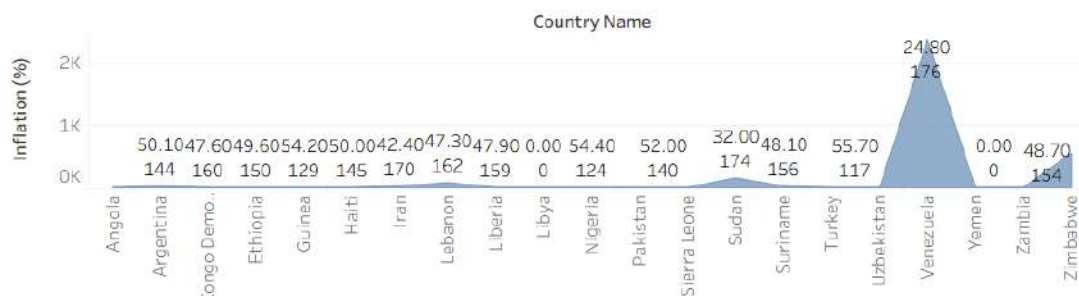 Country Name
Inflation (%)
2K
1K
0K
24.80
176
50.10 47.60 49.60 54.20 50.00 42.40 47.30 47.90 0.00 54.40 52.00 32.00 48.10 55.70 0.00 48.70
144 160 150 129 145 170 162 159 0 124 140 174 156 117 0 154
Angola
Argentina
Congo Demo..
Ethiopia
Guinea
Haiti
Iran
Lebanon
Liberia
Libya
Nigeria
Pakistan
Sierra Leone
Sudan
Suriname
Turkey
Uzbekistan
Venezuela
Yemen
Zambia
Zimbabwe